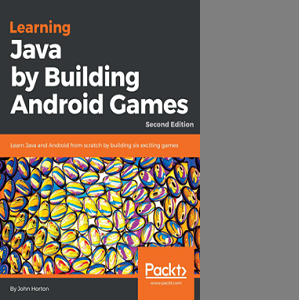 Learning
Java
by Building
Android Games
Second Edition
Learn Java and Android from scratch by building six exciting games
By John Horton
Packt>
www.packt.com